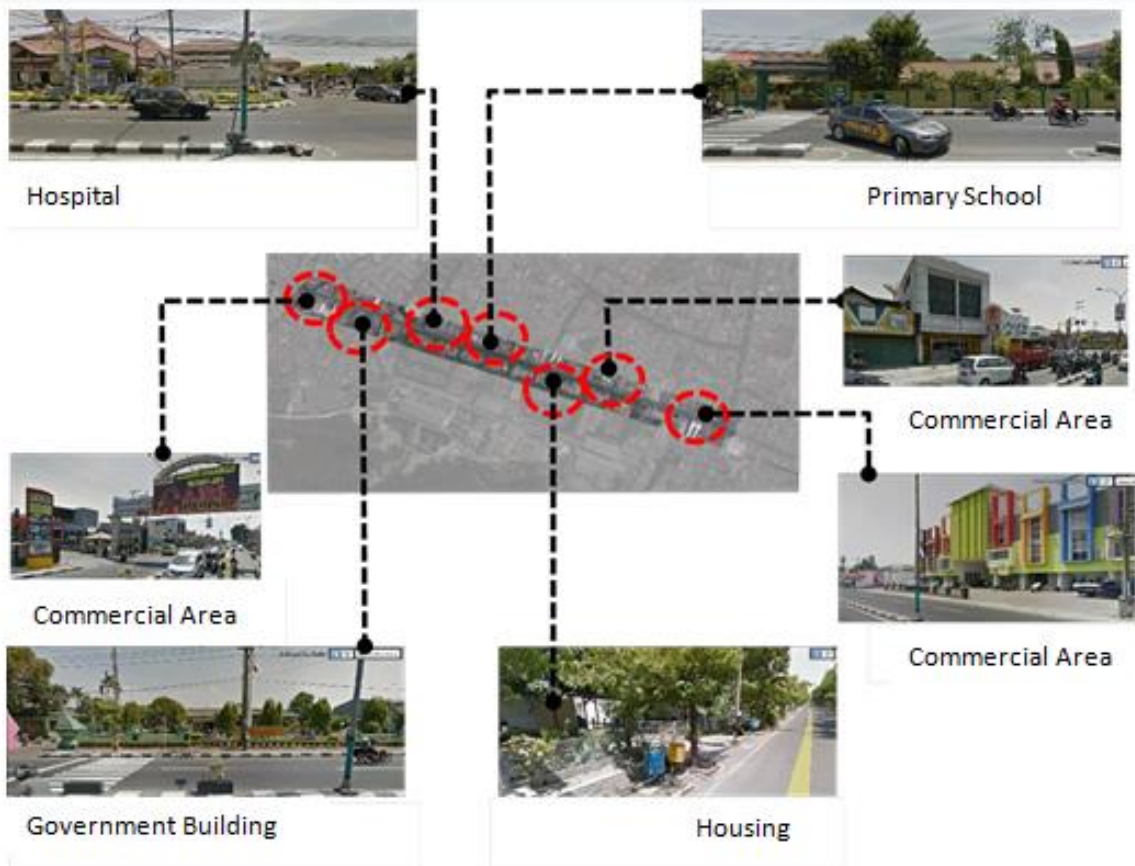 Hospital
Primary School
Commercial Area
Commercial Area
Commercial Area
Government Building
Housing